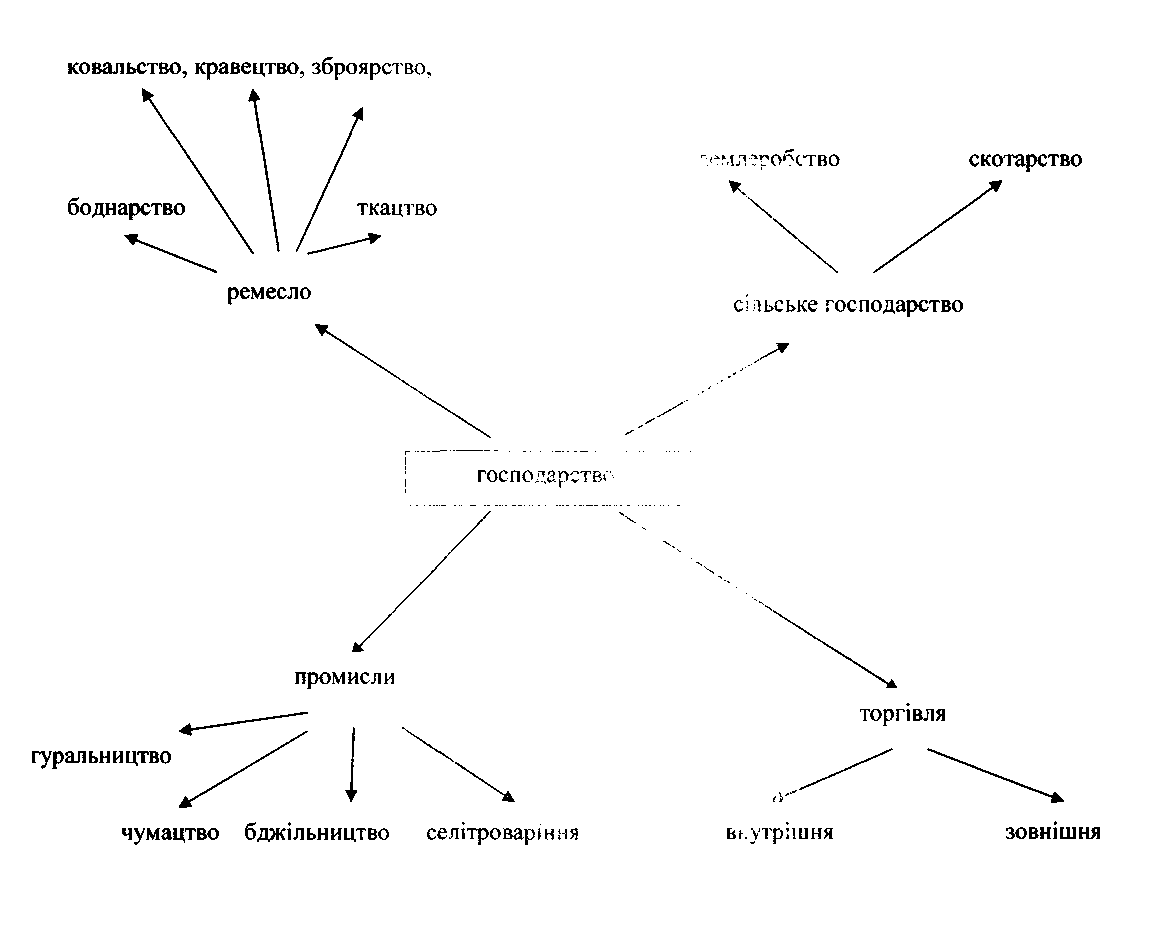 ковальство, кравецтво, зброярство,
землеробство скотарство
боднарство ткацтво
ремесло
сільське господарство
господарство
промисли
торгівля
гуральництво
чумацтво бджільництво селітроваріння внутрішня зовнішня